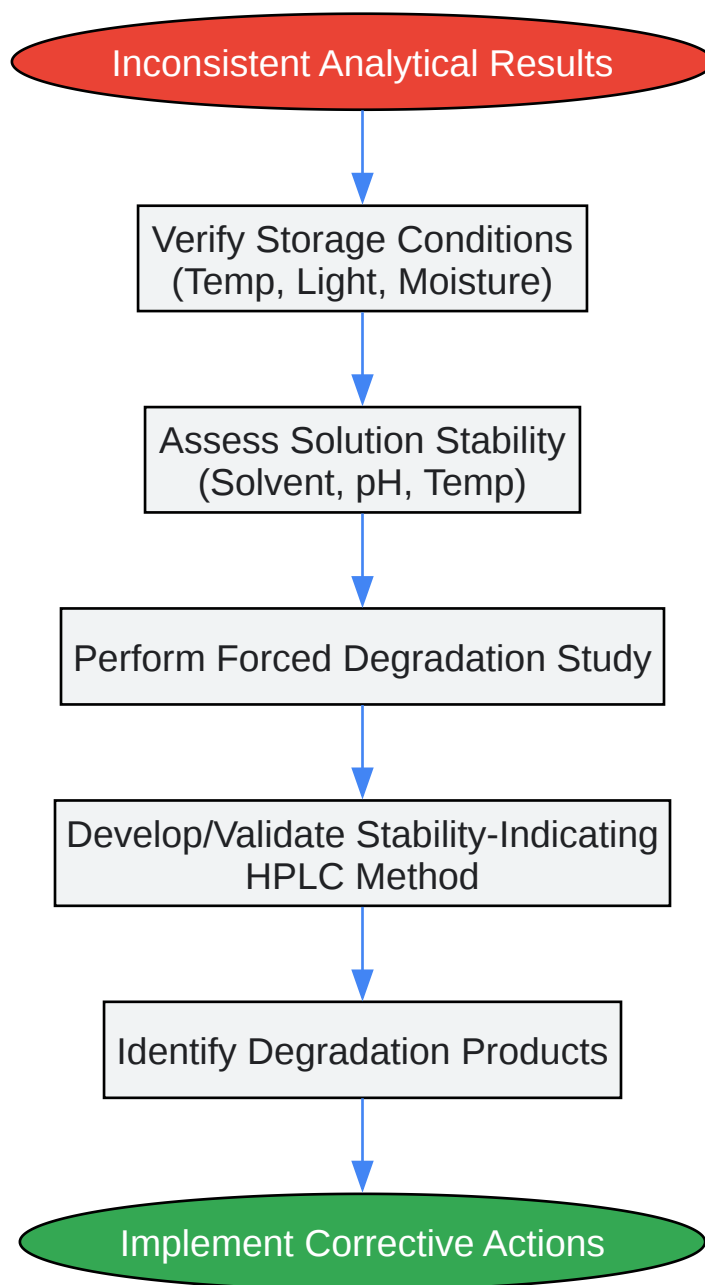 Inconsistent Analytical Results
Verify Storage Conditions
(Temp, Light, Moisture)
Assess Solution Stability
(Solvent, pH, Temp)
Perform Forced Degradation Study
Develop/Validate Stability-Indicating
HPLC Method
Identify Degradation Products
Implement Corrective Actions